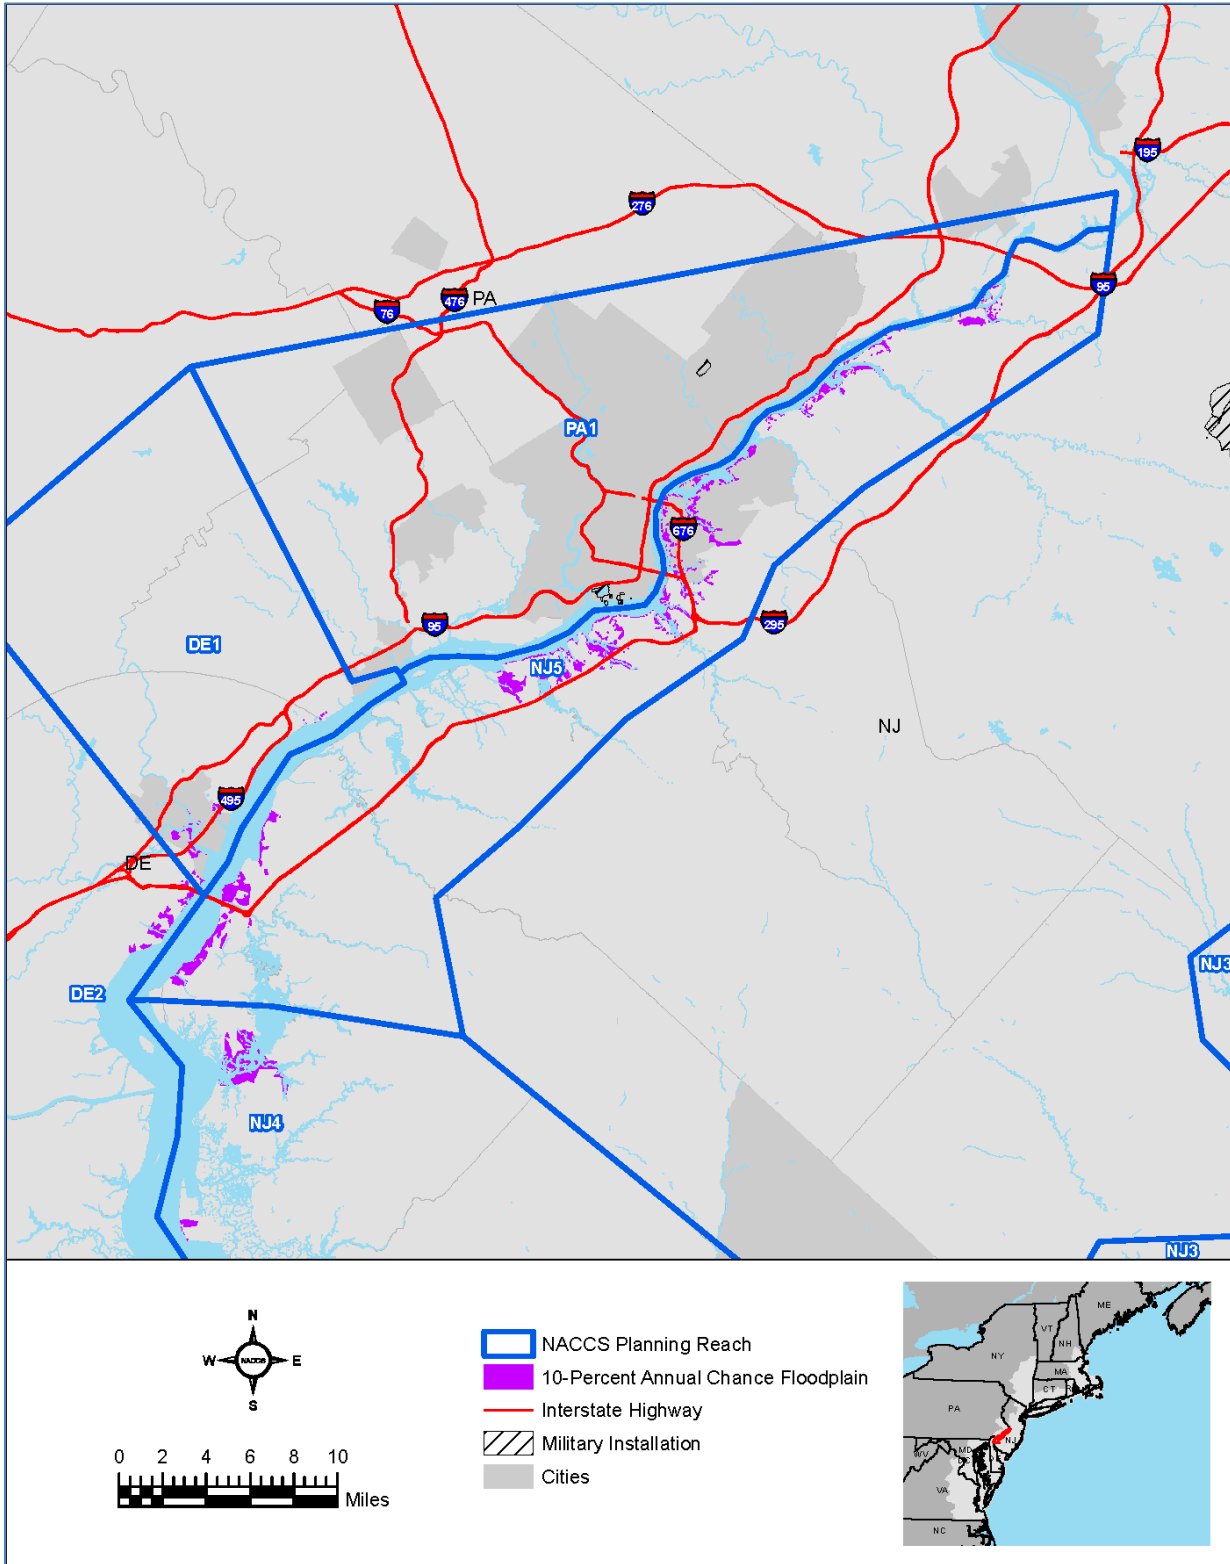 195
276
95
476
PA
76
PA1
676
95
295
DE1
NJ5
NJ
495
DE
NJ3
DE2
NJ4
NJ3
N
W
NACCS
E
S
0 2 4 6 8 10
Miles
NACCS Planning Reach
10-Percent Annual Chance Floodplain
Interstate Highway
Military Installation
Cities
ME
VT
NH
NY
MA
CT
PA
NJ
MD
WV
VA
NC